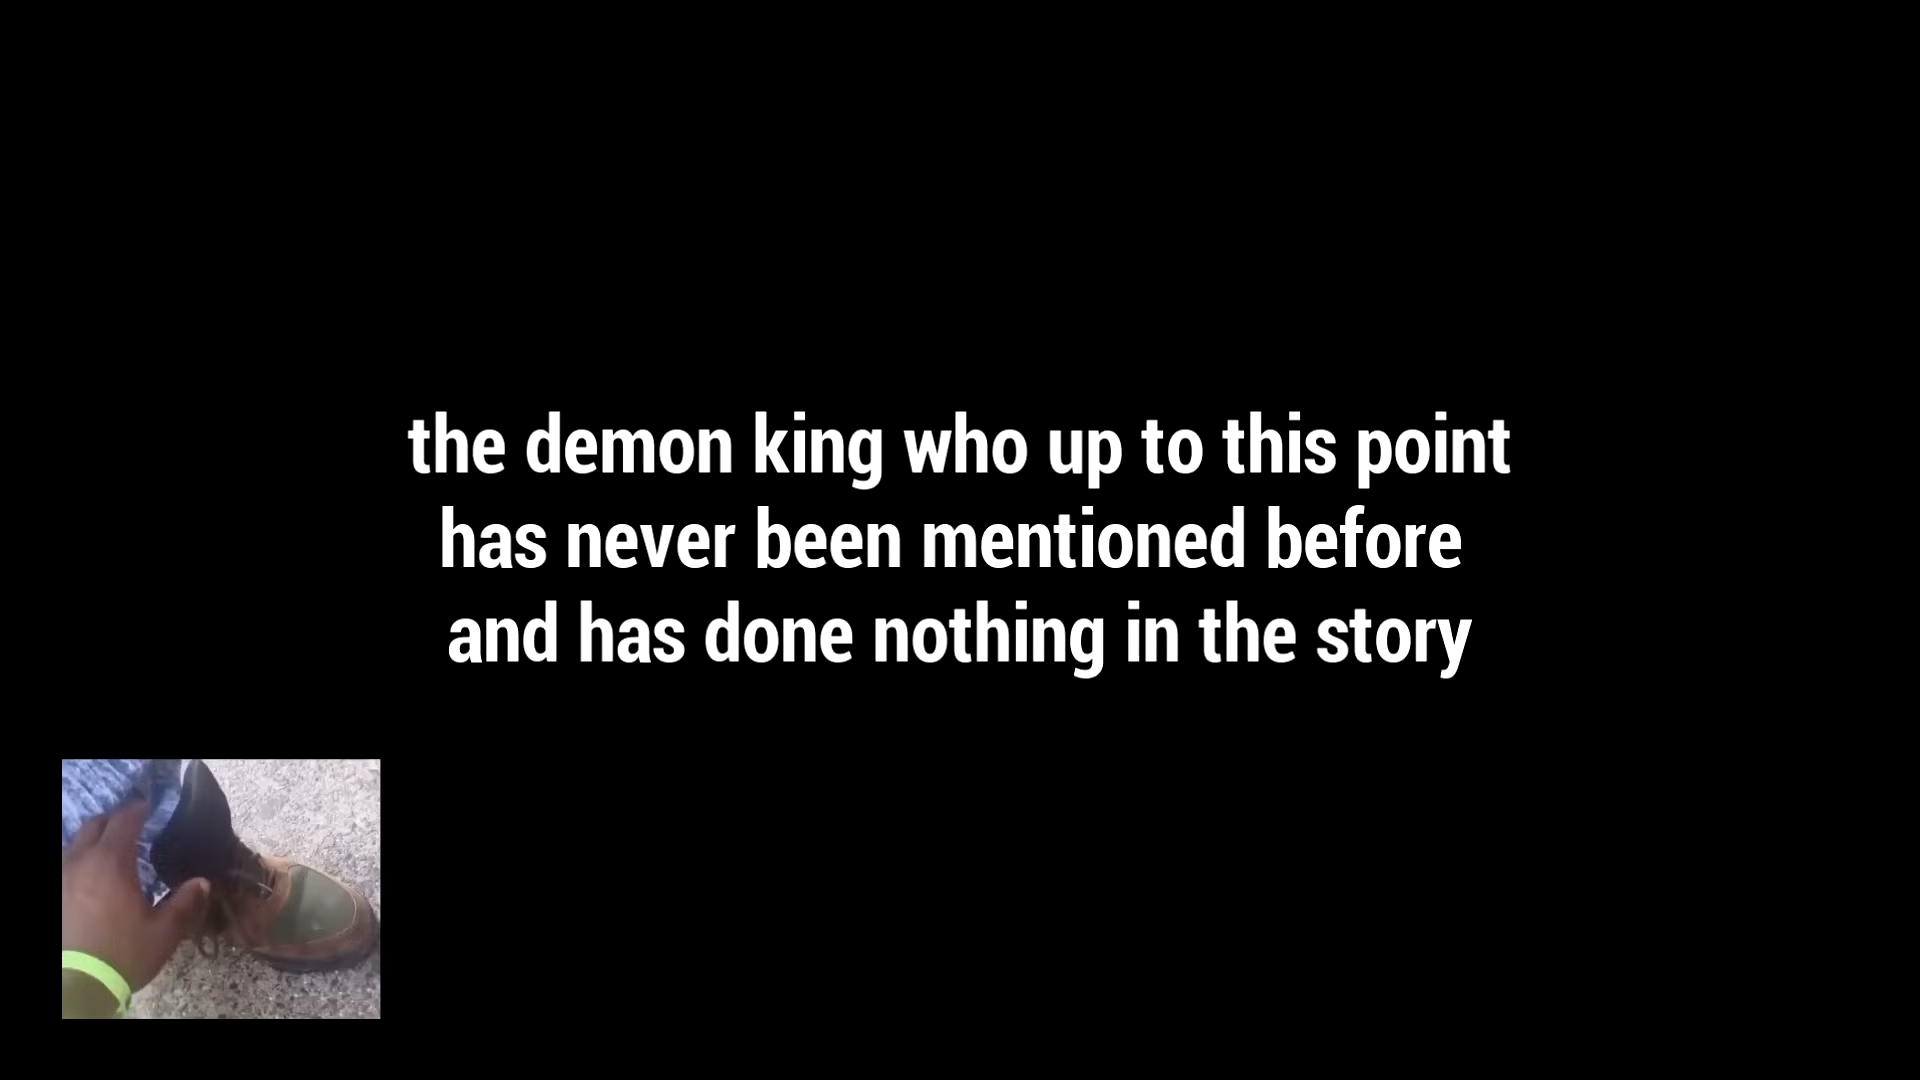 the demon king who up to this point
has never been mentioned before
and has done nothing in the story